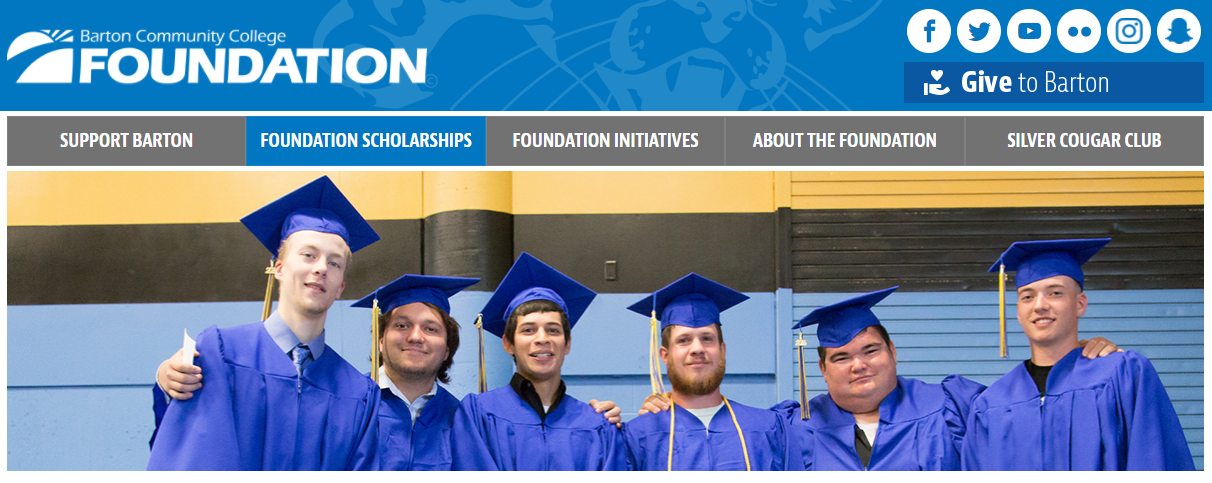 Barton Community College
FOUNDATION
©
Give to Barton
SUPPORT BARTON
FOUNDATION SCHOLARSHIPS
FOUNDATION INITIATIVES
ABOUT THE FOUNDATION
SILVER COUGAR CLUB